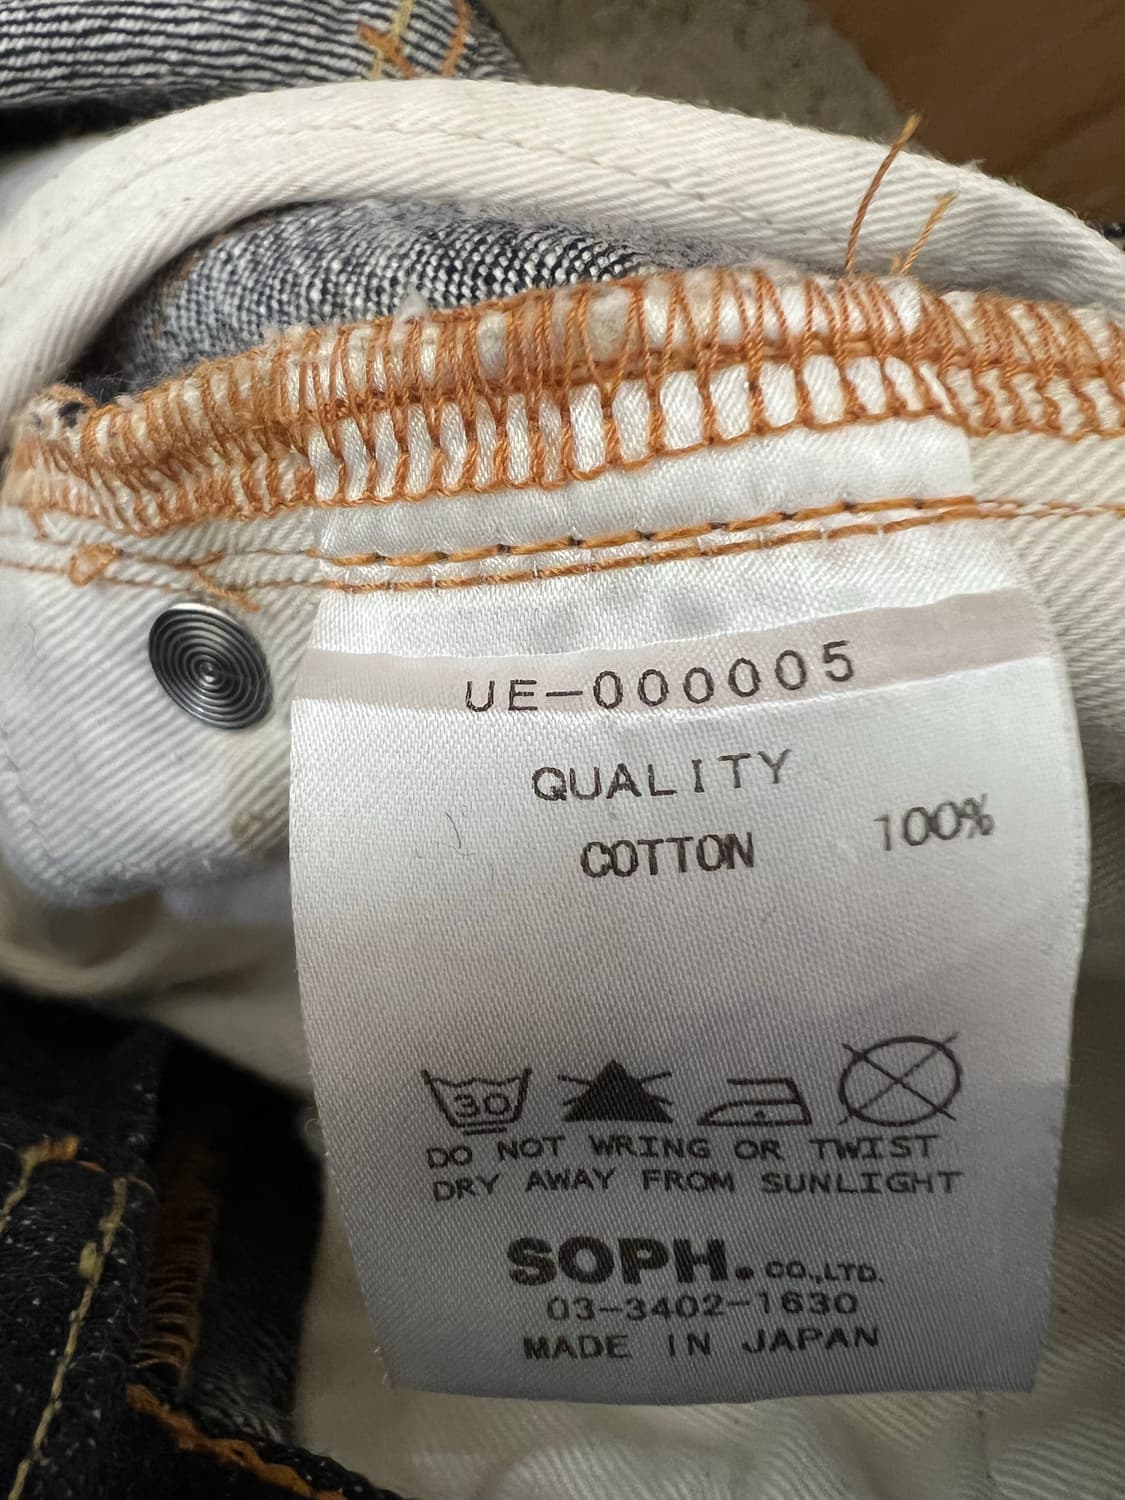 UE-000005
QUALITY
COTTON 100%
30
DO NOT WRING OR TWIST
DRY AWAY FROM SUNLIGHT
SOPH. CO.,LTD.
03-3402-1630
MADE IN JAPAN